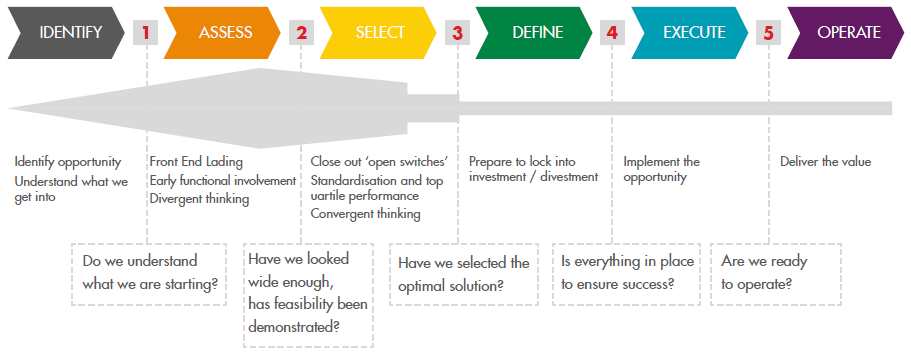 IDENTIFY
1
ASSESS
2
SELECT
3
DEFINE
4
EXECUTE
5
OPERATE
Identify opportunity
Understand what we
get into
Front End Lading
Early functional involvement
Divergent thinking
Close out ‘open switches’
Standardisation and top
uartile performance
Convergent thinking
Prepare to lock into
investment / divestment
Implement the
opportunity
Deliver the value
Do we understand
what we are starting?
Have we looked
wide enough,
has feasibility been
demonstrated?
Have we selected the
optimal solution?
Is everything in place
to ensure success?
Are we ready
to operate?